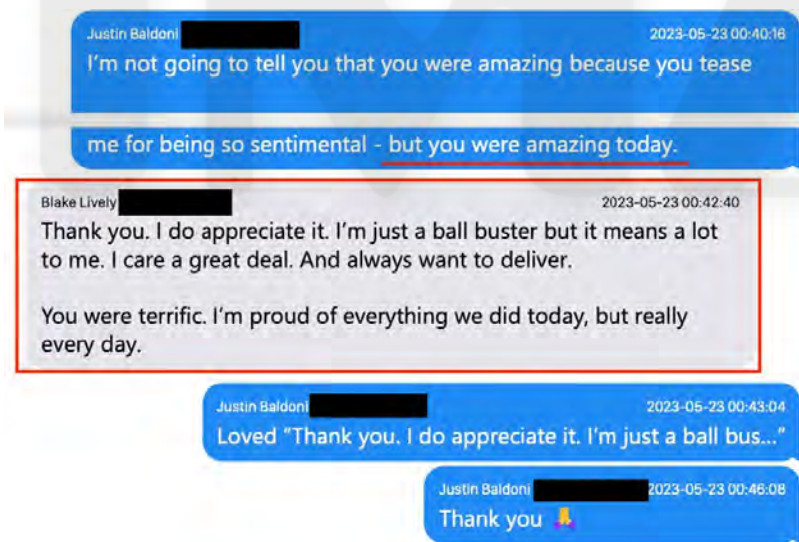 Justin Baldoni 2023-05-23 00:40:16
I'm not going to tell you that you were amazing because you tease
me for being so sentimental - but you were amazing today.
Blake Lively 2023-05-23 00:42:40
Thank you. I do appreciate it. I'm just a ball buster but it means a lot
to me. I care a great deal. And always want to deliver.
You were terrific. I'm proud of everything we did today, but really
every day.
Justin Baldoni 2023-05-23 00:43:04
Loved "Thank you. I do appreciate it. I'm just a ball bus..."
Justin Baldoni 2023-05-23 00:46:08
Thank you 🙏